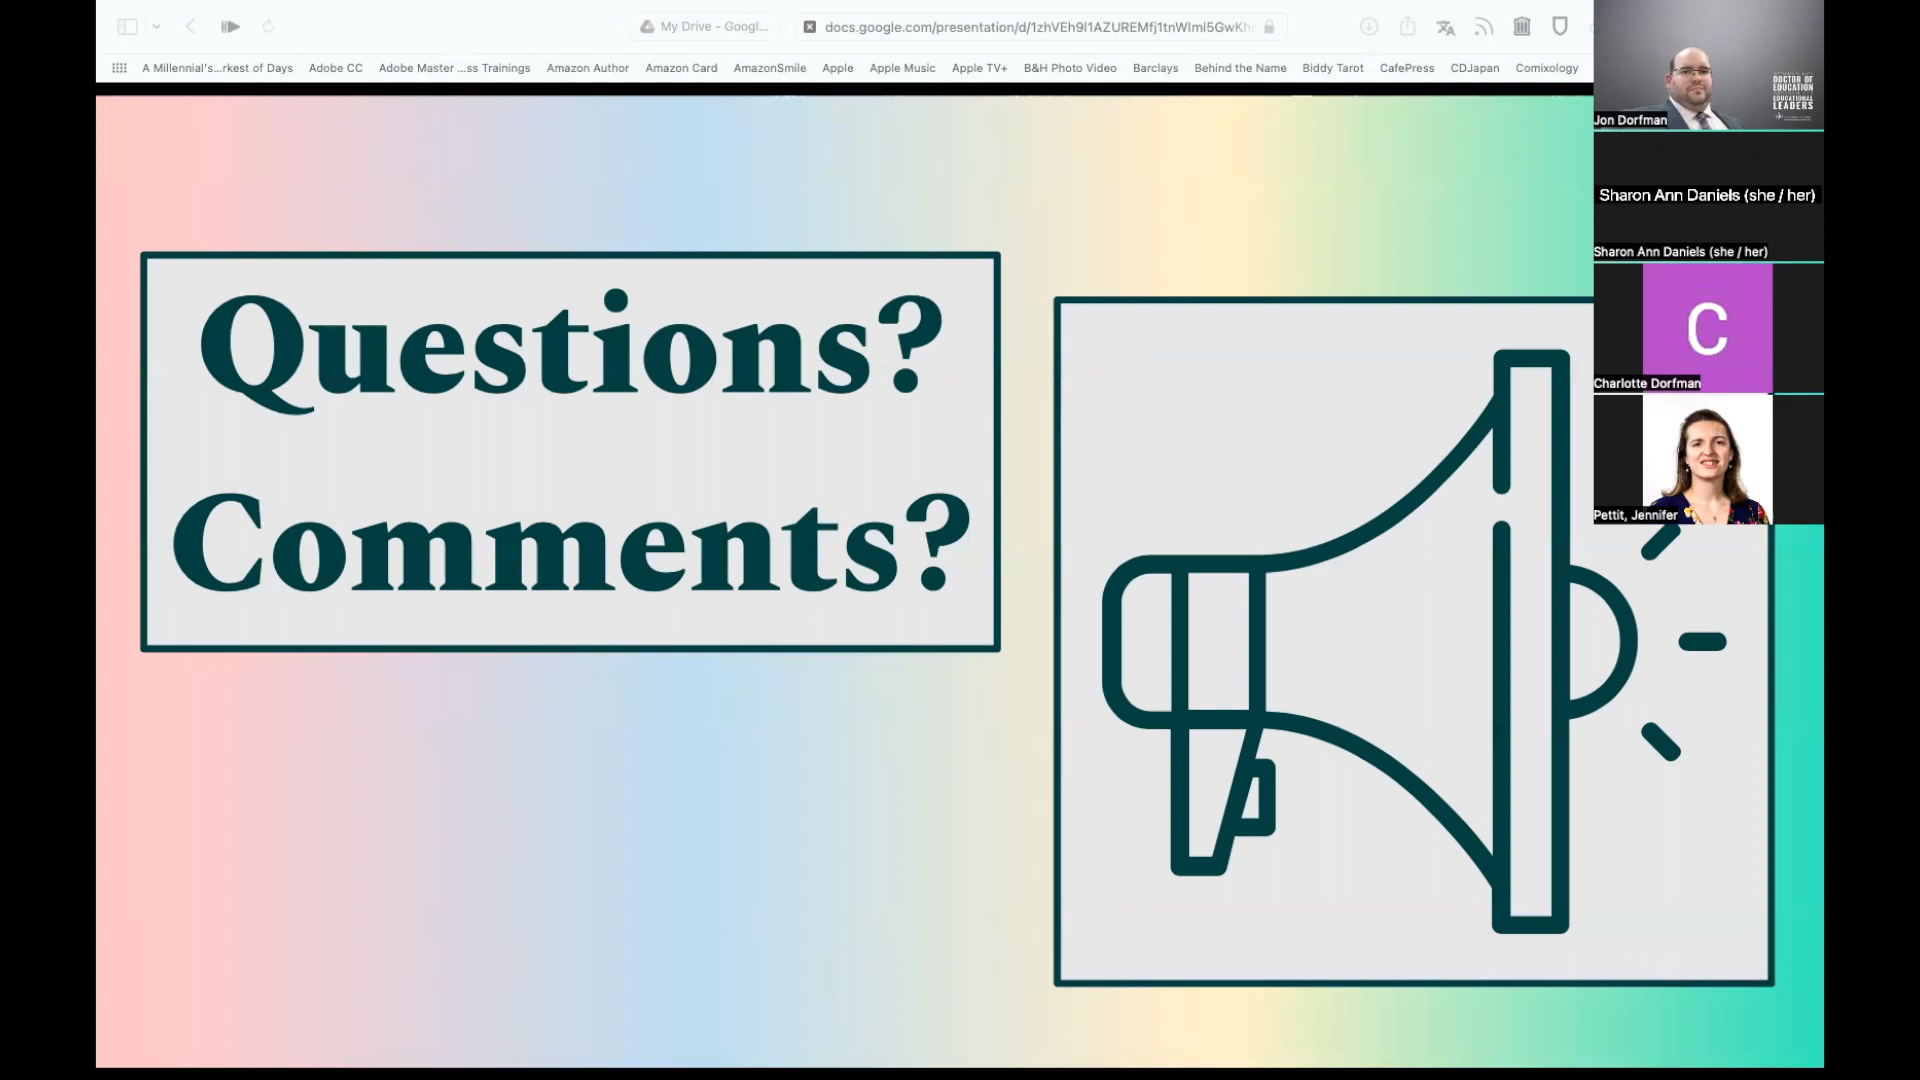 My Drive - Googl...
docs.google.com/presentation/d/1zhVEh9l1AZUREMfj1tnWIml5GwKh
A Millennial's...rkest of Days Adobe CC Adobe Master ...ss Trainings Amazon Author Amazon Card AmazonSmile Apple Apple Music Apple TV+ B&H Photo Video Barclays Behind the Name Biddy Tarot CafePress CDJapan Comixology
DOCTOR OF
EDUCATION
EDUCATIONAL
LEADERS
Jon Dorfman
Sharon Ann Daniels (she / her)
Sharon Ann Daniels (she / her)
C
Charlotte Dorfman
Pettit, Jennifer
Questions?
Comments?